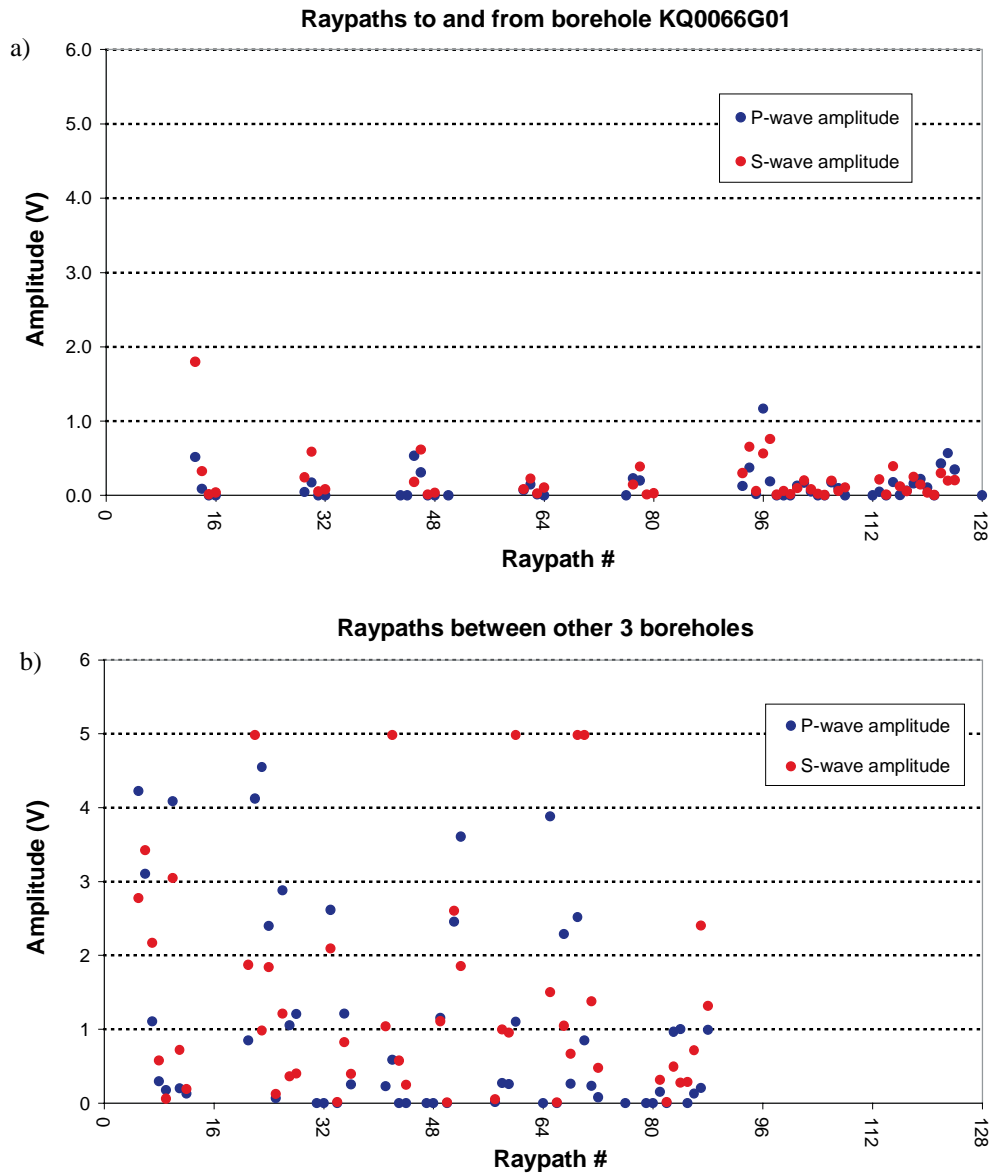 Raypaths to and from borehole KQ0066G01
a)
6.0
5.0
4.0
3.0
2.0
1.0
0.0
Amplitude (V)
P-wave amplitude
S-wave amplitude
0
16
32
48
64
80
96
112
128
Raypath #
Raypaths between other 3 boreholes
b)
6
5
4
3
2
1
0
Amplitude (V)
P-wave amplitude
S-wave amplitude
0
16
32
48
64
80
96
112
128
Raypath #